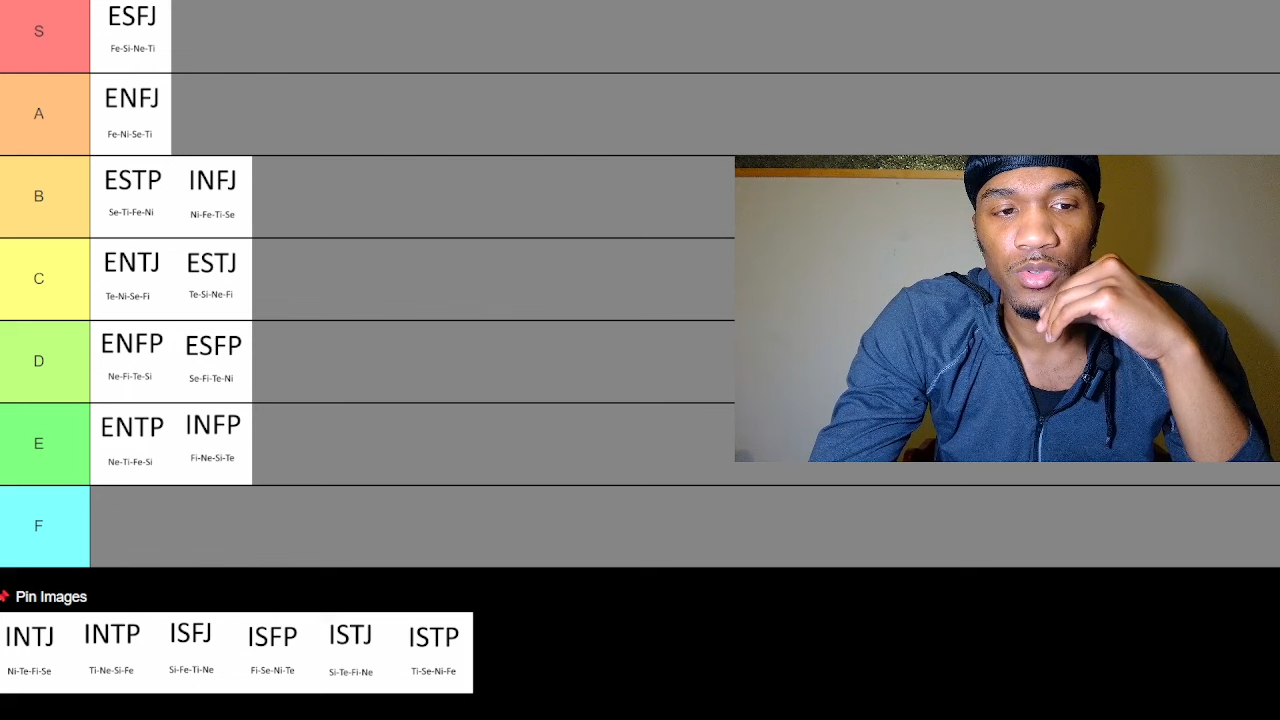 S
ESFJ
Fe-Si-Ne-Ti
A
ENFJ
Fe-Ni-Se-Ti
B
ESTP INFJ
Se-Ti-Fe-Ni Ni-Fe-Ti-Se
C
ENTJ ESTJ
Te-Ni-Se-Fi Te-Si-Ne-Fi
D
ENFP ESFP
Ne-Fi-Te-Si Se-Fi-Te-Ni
E
ENTP INFP
Ne-Ti-Fe-Si Fi-Ne-Si-Te
F
Pin Images
INTJ INTP ISFJ ISFP ISTJ ISTP
Ni-Te-Fi-Se Ti-Ne-Si-Fe Si-Fe-Ti-Ne Fi-Se-Ni-Te Si-Te-Fi-Ne Ti-Se-Ni-Fe